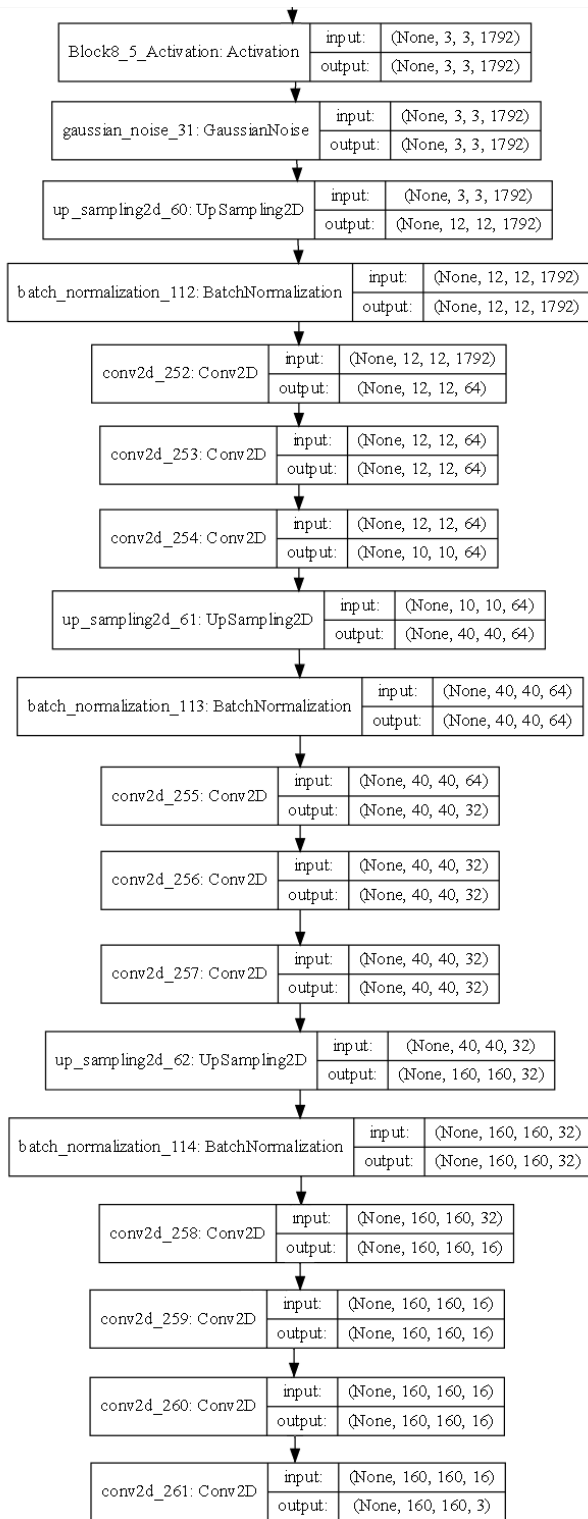 Block8_5_Activation: Activation
input: (None, 3, 3, 1792)
output: (None, 3, 3, 1792)
gaussian_noise_31: GaussianNoise
input: (None, 3, 3, 1792)
output: (None, 3, 3, 1792)
up_sampling2d_60: UpSampling2D
input: (None, 3, 3, 1792)
output: (None, 12, 12, 1792)
batch_normalization_112: BatchNormalization
input: (None, 12, 12, 1792)
output: (None, 12, 12, 1792)
conv2d_252: Conv2D
input: (None, 12, 12, 1792)
output: (None, 12, 12, 64)
conv2d_253: Conv2D
input: (None, 12, 12, 64)
output: (None, 12, 12, 64)
conv2d_254: Conv2D
input: (None, 12, 12, 64)
output: (None, 10, 10, 64)
up_sampling2d_61: UpSampling2D
input: (None, 10, 10, 64)
output: (None, 40, 40, 64)
batch_normalization_113: BatchNormalization
input: (None, 40, 40, 64)
output: (None, 40, 40, 64)
conv2d_255: Conv2D
input: (None, 40, 40, 64)
output: (None, 40, 40, 32)
conv2d_256: Conv2D
input: (None, 40, 40, 32)
output: (None, 40, 40, 32)
conv2d_257: Conv2D
input: (None, 40, 40, 32)
output: (None, 40, 40, 32)
up_sampling2d_62: UpSampling2D
input: (None, 40, 40, 32)
output: (None, 160, 160, 32)
batch_normalization_114: BatchNormalization
input: (None, 160, 160, 32)
output: (None, 160, 160, 32)
conv2d_258: Conv2D
input: (None, 160, 160, 32)
output: (None, 160, 160, 16)
conv2d_259: Conv2D
input: (None, 160, 160, 16)
output: (None, 160, 160, 16)
conv2d_260: Conv2D
input: (None, 160, 160, 16)
output: (None, 160, 160, 16)
conv2d_261: Conv2D
input: (None, 160, 160, 16)
output: (None, 160, 160, 3)